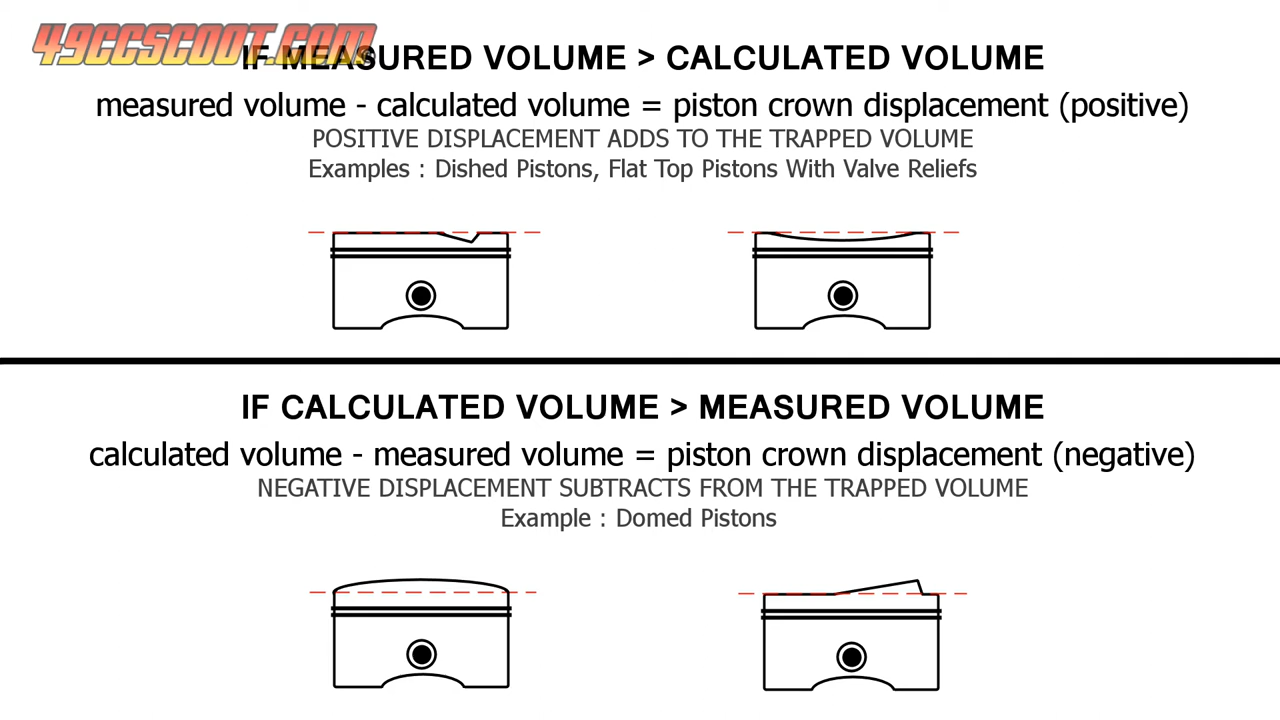 49CCSCOOT.COM
IF MEASURED VOLUME > CALCULATED VOLUME
measured volume - calculated volume = piston crown displacement (positive)
POSITIVE DISPLACEMENT ADDS TO THE TRAPPED VOLUME
Examples : Dished Pistons, Flat Top Pistons With Valve Reliefs
IF CALCULATED VOLUME > MEASURED VOLUME
calculated volume - measured volume = piston crown displacement (negative)
NEGATIVE DISPLACEMENT SUBTRACTS FROM THE TRAPPED VOLUME
Example : Domed Pistons